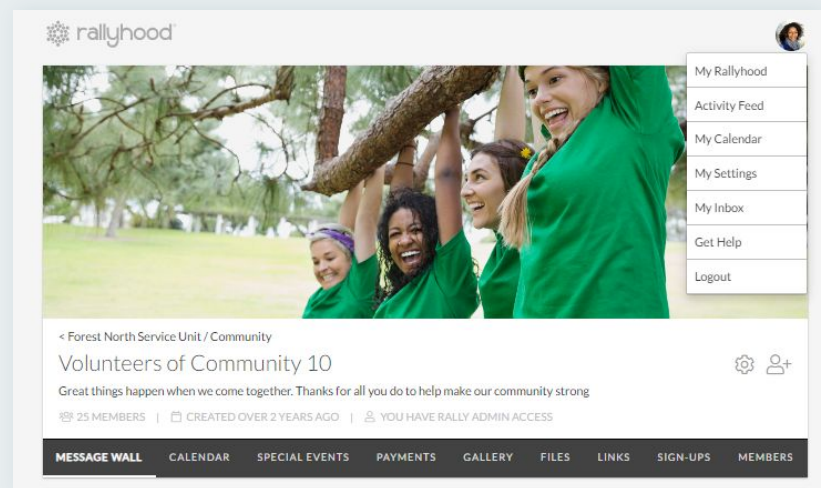 rallyhood
My Rallyhood
Activity Feed
My Calendar
My Settings
My Inbox
Get Help
Logout
< Forest North Service Unit / Community
Volunteers of Community 10
Great things happen when we come together. Thanks for all you do to help make our community strong
25 MEMBERS | CREATED OVER 2 YEARS AGO | YOU HAVE RALLY ADMIN ACCESS
MESSAGE WALL CALENDAR SPECIAL EVENTS PAYMENTS GALLERY FILES LINKS SIGN-UPS MEMBERS